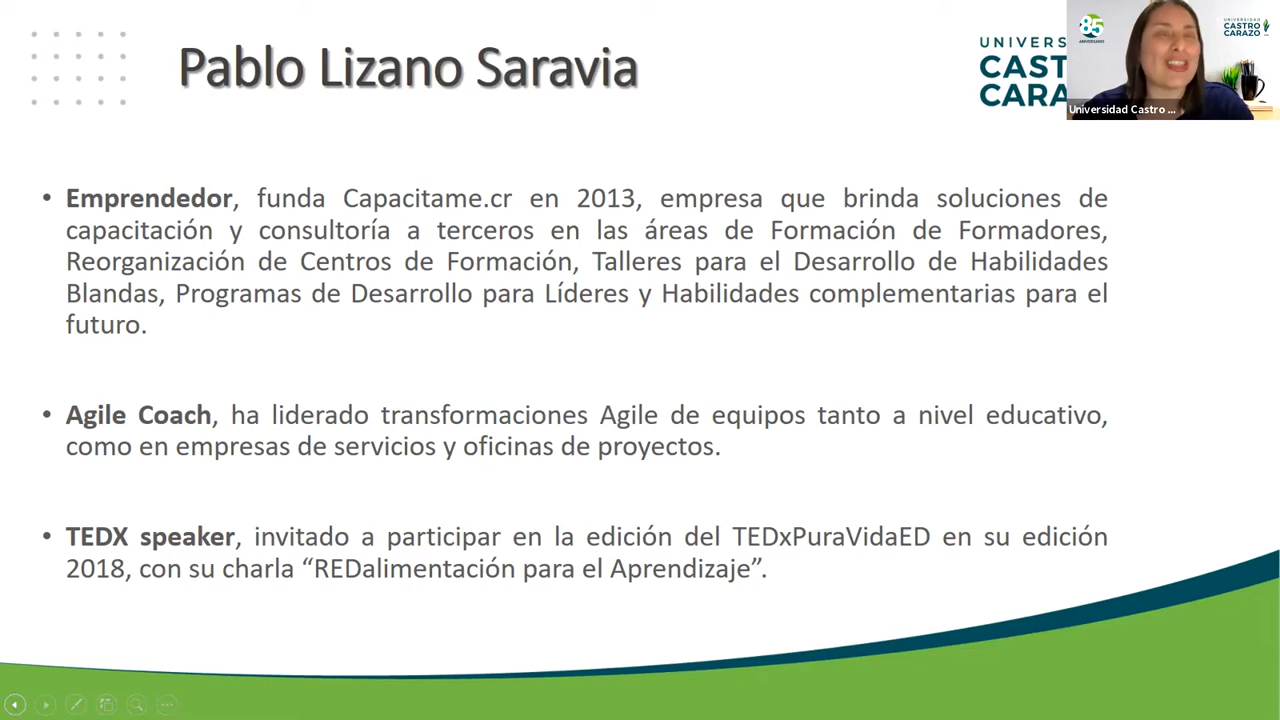 Pablo Lizano Saravia
UNIVERS
CAST
CARA
85
ANIVERSARIO
UNIVERSIDAD
CASTRO
CARAZO
Universidad Castro ...
• Emprendedor, funda Capacitame.cr en 2013, empresa que brinda soluciones de
capacitación y consultoría a terceros en las áreas de Formación de Formadores,
Reorganización de Centros de Formación, Talleres para el Desarrollo de Habilidades
Blandas, Programas de Desarrollo para Líderes y Habilidades complementarias para el
futuro.
• Agile Coach, ha liderado transformaciones Agile de equipos tanto a nivel educativo,
como en empresas de servicios y oficinas de proyectos.
• TEDX speaker, invitado a participar en la edición del TEDxPuraVidaED en su edición
2018, con su charla “REDalimentación para el Aprendizaje”.